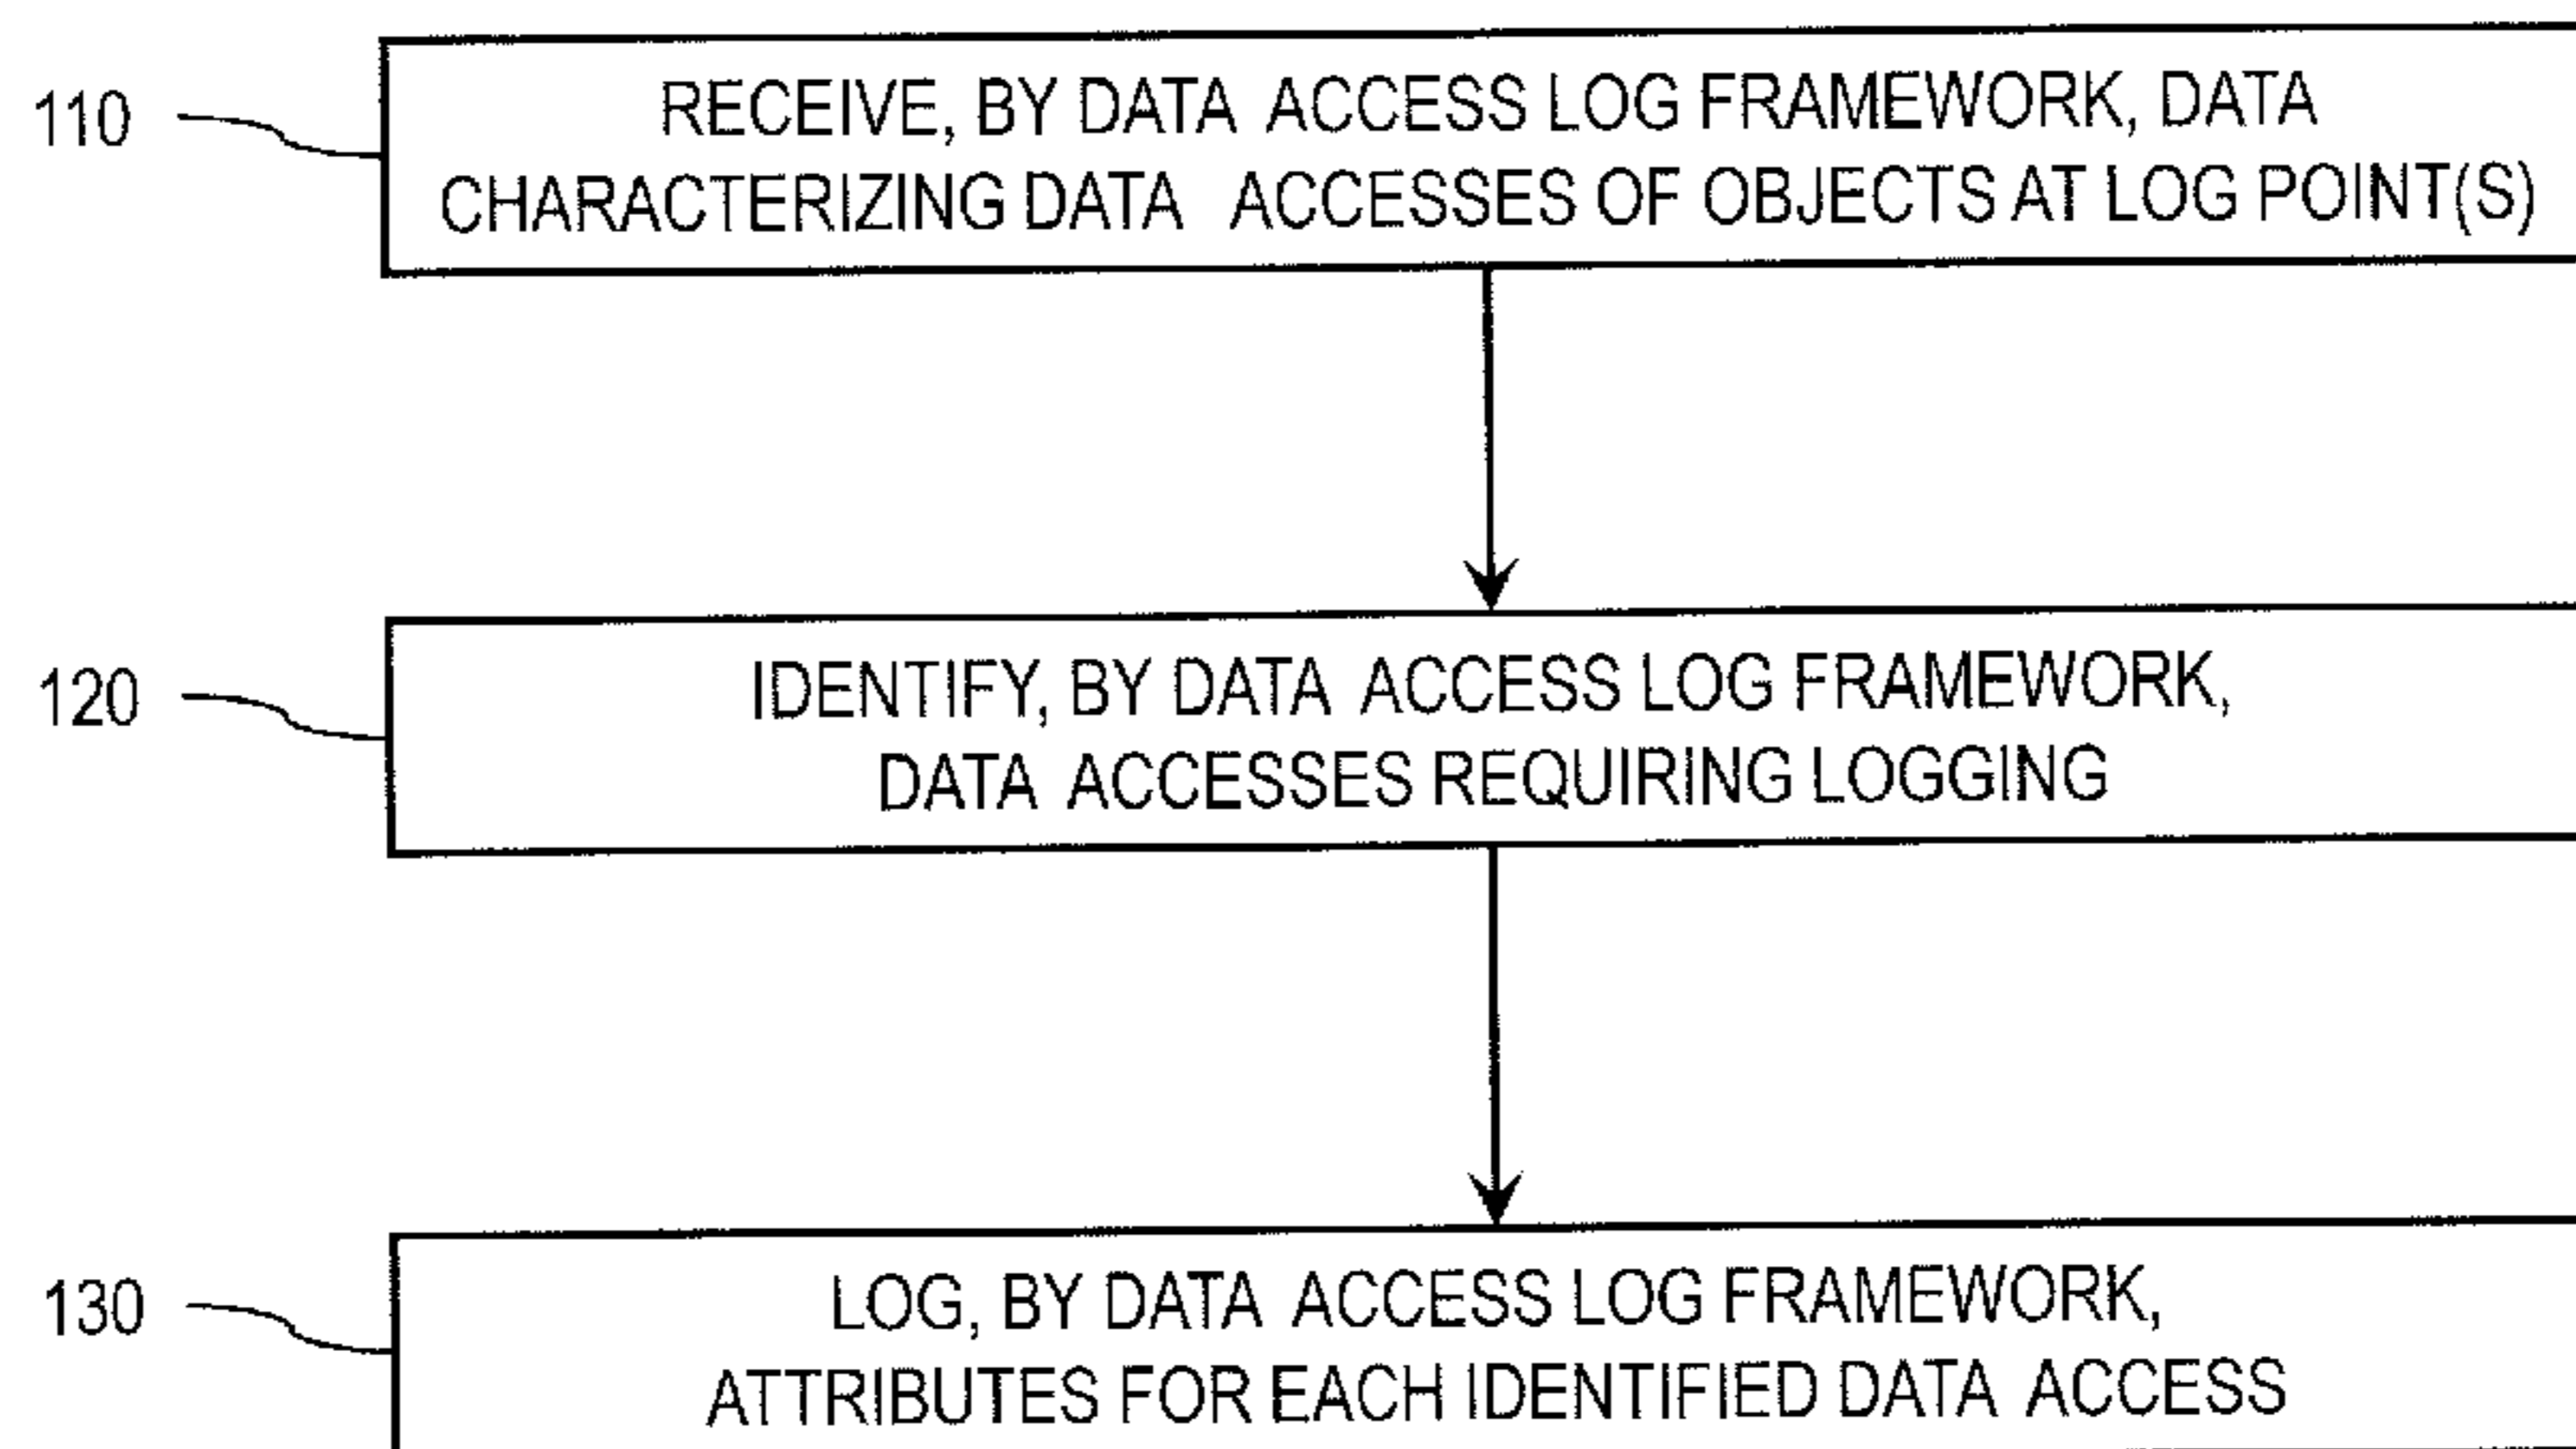 110
RECEIVE, BY DATA ACCESS LOG FRAMEWORK, DATA
CHARACTERIZING DATA ACCESSES OF OBJECTS AT LOG POINT(S)
120
IDENTIFY, BY DATA ACCESS LOG FRAMEWORK,
DATA ACCESSES REQUIRING LOGGING
130
LOG, BY DATA ACCESS LOG FRAMEWORK,
ATTRIBUTES FOR EACH IDENTIFIED DATA ACCESS